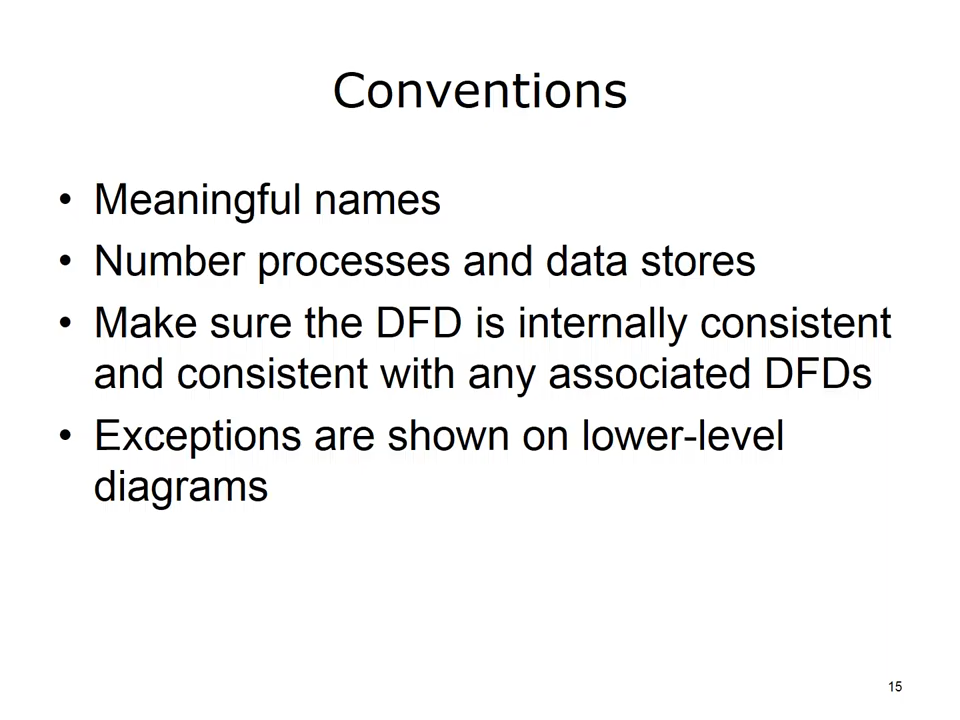 Conventions
• Meaningful names
• Number processes and data stores
• Make sure the DFD is internally consistent
and consistent with any associated DFDs
• Exceptions are shown on lower-level
diagrams
15